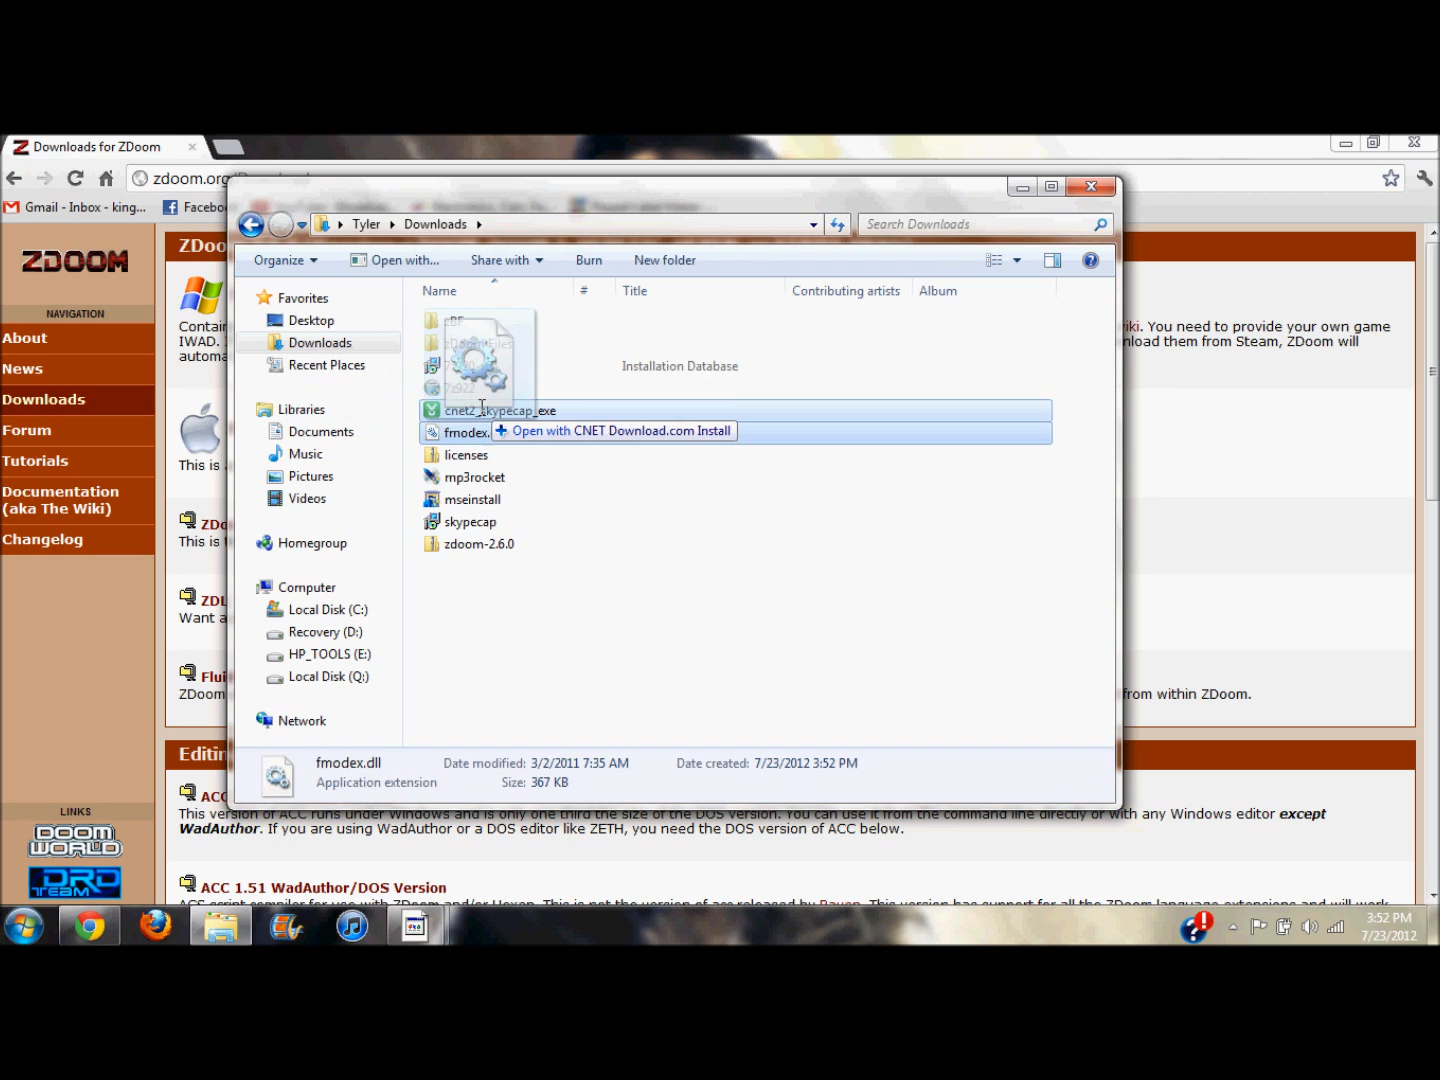 Downloads for ZDoom
zdoom.org
Gmail - Inbox - king...
Tyler
Downloads
Search Downloads
Organize
Open with...
Share with
Burn
New folder
Name
#
Title
Contributing artists
Album
Favorites
Desktop
Downloads
Recent Places
Libraries
Documents
Music
Pictures
Videos
Homegroup
Computer
Local Disk (C:)
Recovery (D:)
HP_TOOLS (E:)
Local Disk (Q:)
Network
zBF
zDoom Files
Installation Database
7z922
cnet2_skypecap_exe
fmodex.
Open with CNET Download.com Install
licenses
mp3rocket
mseinstall
skypecap
zdoom-2.6.0
fmodex.dll
Date modified: 3/2/2011 7:35 AM
Date created: 7/23/2012 3:52 PM
Application extension
Size: 367 KB
ZDOOM
NAVIGATION
About
News
Downloads
Forum
Tutorials
Documentation
(aka The Wiki)
Changelog
LINKS
DOOM
WORLD
DRD
TEAM
IWAD.
. You need to provide your own game
nload them from Steam, ZDoom will
This is
This is
Want a
ZDoom
from within ZDoom.
ACC
This version of ACC runs under Windows and is only one third the size of the DOS version. You can use it from the command line directly or with any Windows editor except
WadAuthor. If you are using WadAuthor or a DOS editor like ZETH, you need the DOS version of ACC below.
ACC 1.51 WadAuthor/DOS Version
3:52 PM
7/23/2012